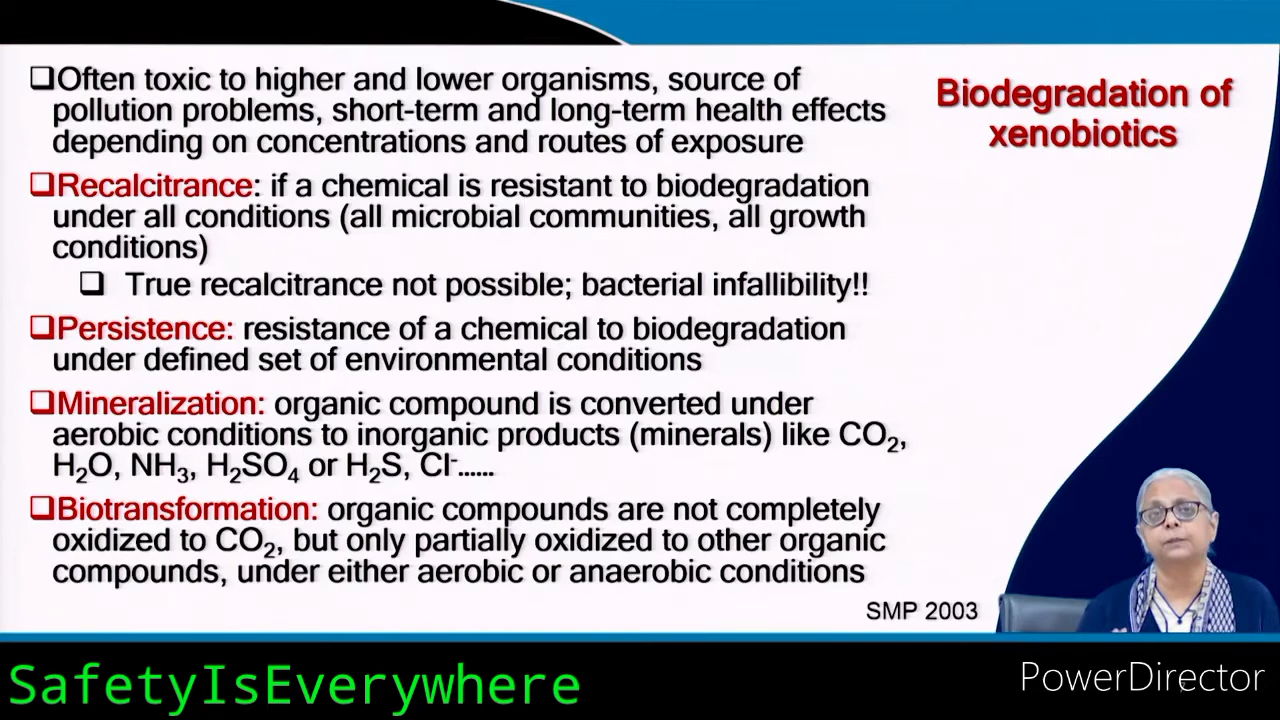 ❑Often toxic to higher and lower organisms, source of
pollution problems, short-term and long-term health effects
depending on concentrations and routes of exposure
❑Recalcitrance: if a chemical is resistant to biodegradation
under all conditions (all microbial communities, all growth
conditions)
❑ True recalcitrance not possible; bacterial infallibility!!
❑Persistence: resistance of a chemical to biodegradation
under defined set of environmental conditions
❑Mineralization: organic compound is converted under
aerobic conditions to inorganic products (minerals) like CO₂,
H₂O, NH₃, H₂SO₄ or H₂S, Cl⁻......
❑Biotransformation: organic compounds are not completely
oxidized to CO₂, but only partially oxidized to other organic
compounds, under either aerobic or anaerobic conditions
Biodegradation of
xenobiotics
SMP 2003
SafetyIsEverywhere
PowerDirector